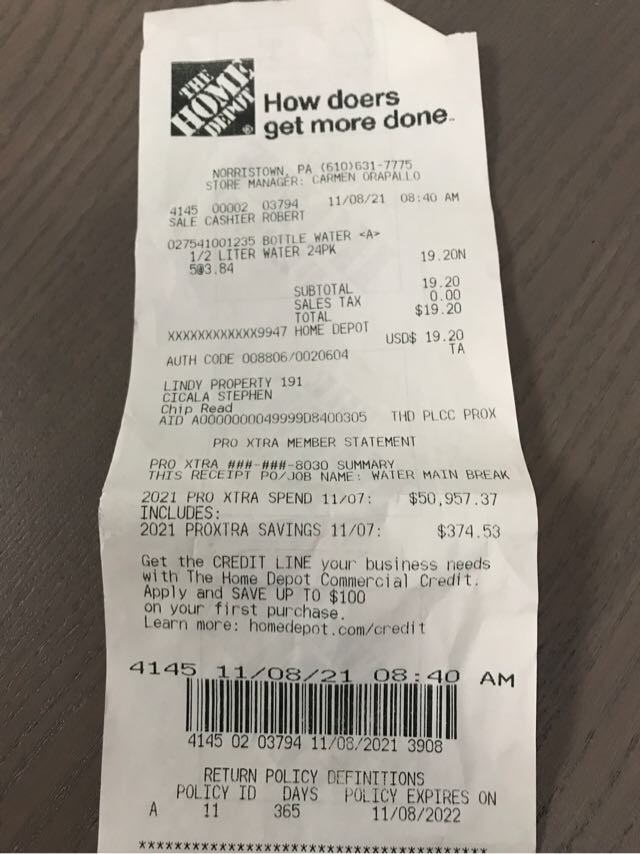 THE
HOME
DEPOT
How doers
get more done.
NORRISTOWN, PA (610)631-7775
STORE MANAGER: CARMEN ORAPALLO
4145 00002 03794 11/08/21 08:40 AM
SALE CASHIER ROBERT
027541001235 BOTTLE WATER <A>
1/2 LITER WATER 24PK
5@3.84 19.20N
SUBTOTAL 19.20
SALES TAX 0.00
TOTAL $19.20
XXXXXXXXXXXX9947 HOME DEPOT
USD$ 19.20
AUTH CODE 008806/0020604 TA
LINDY PROPERTY 191
CICALA STEPHEN
Chip Read
AID A0000000049999D8400305 THD PLCC PROX
PRO XTRA MEMBER STATEMENT
PRO XTRA ###-###-8030 SUMMARY
THIS RECEIPT PO/JOB NAME: WATER MAIN BREAK
2021 PRO XTRA SPEND 11/07: $50,957.37
INCLUDES:
2021 PROXTRA SAVINGS 11/07: $374.53
Get the CREDIT LINE your business needs
with The Home Depot Commercial Credit.
Apply and SAVE UP TO $100
on your first purchase.
Learn more: homedepot.com/credit
4145 11/08/21 08:40 AM
4145 02 03794 11/08/2021 3908
RETURN POLICY DEFINITIONS
POLICY ID DAYS POLICY EXPIRES ON
A 11 365 11/08/2022
********************************************